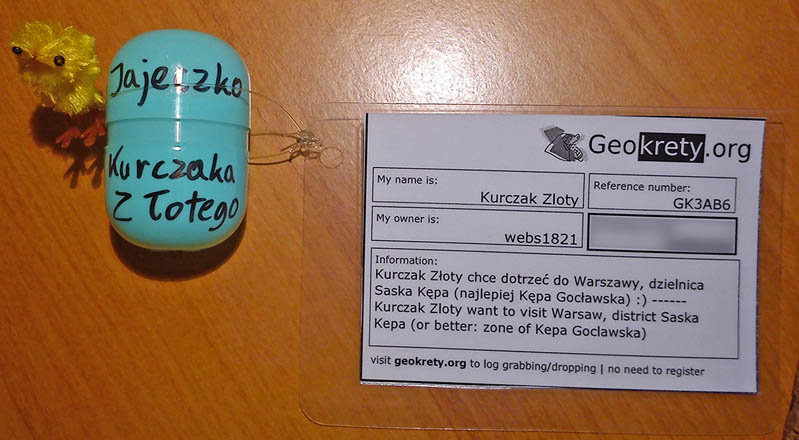 Jajeczko
Kurczaka
Z Totego
Geokrety.org
My name is:
Kurczak Zloty
Reference number:
GK3AB6
My owner is:
webs1821
Information:
Kurczak Złoty chce dotrzeć do Warszawy, dzielnica
Saska Kępa (najlepiej Kępa Gocławska) :) ------
Kurczak Zloty want to visit Warsaw, district Saska
Kepa (or better: zone of Kepa Goclawska)
visit geokrety.org to log grabbing/dropping | no need to register